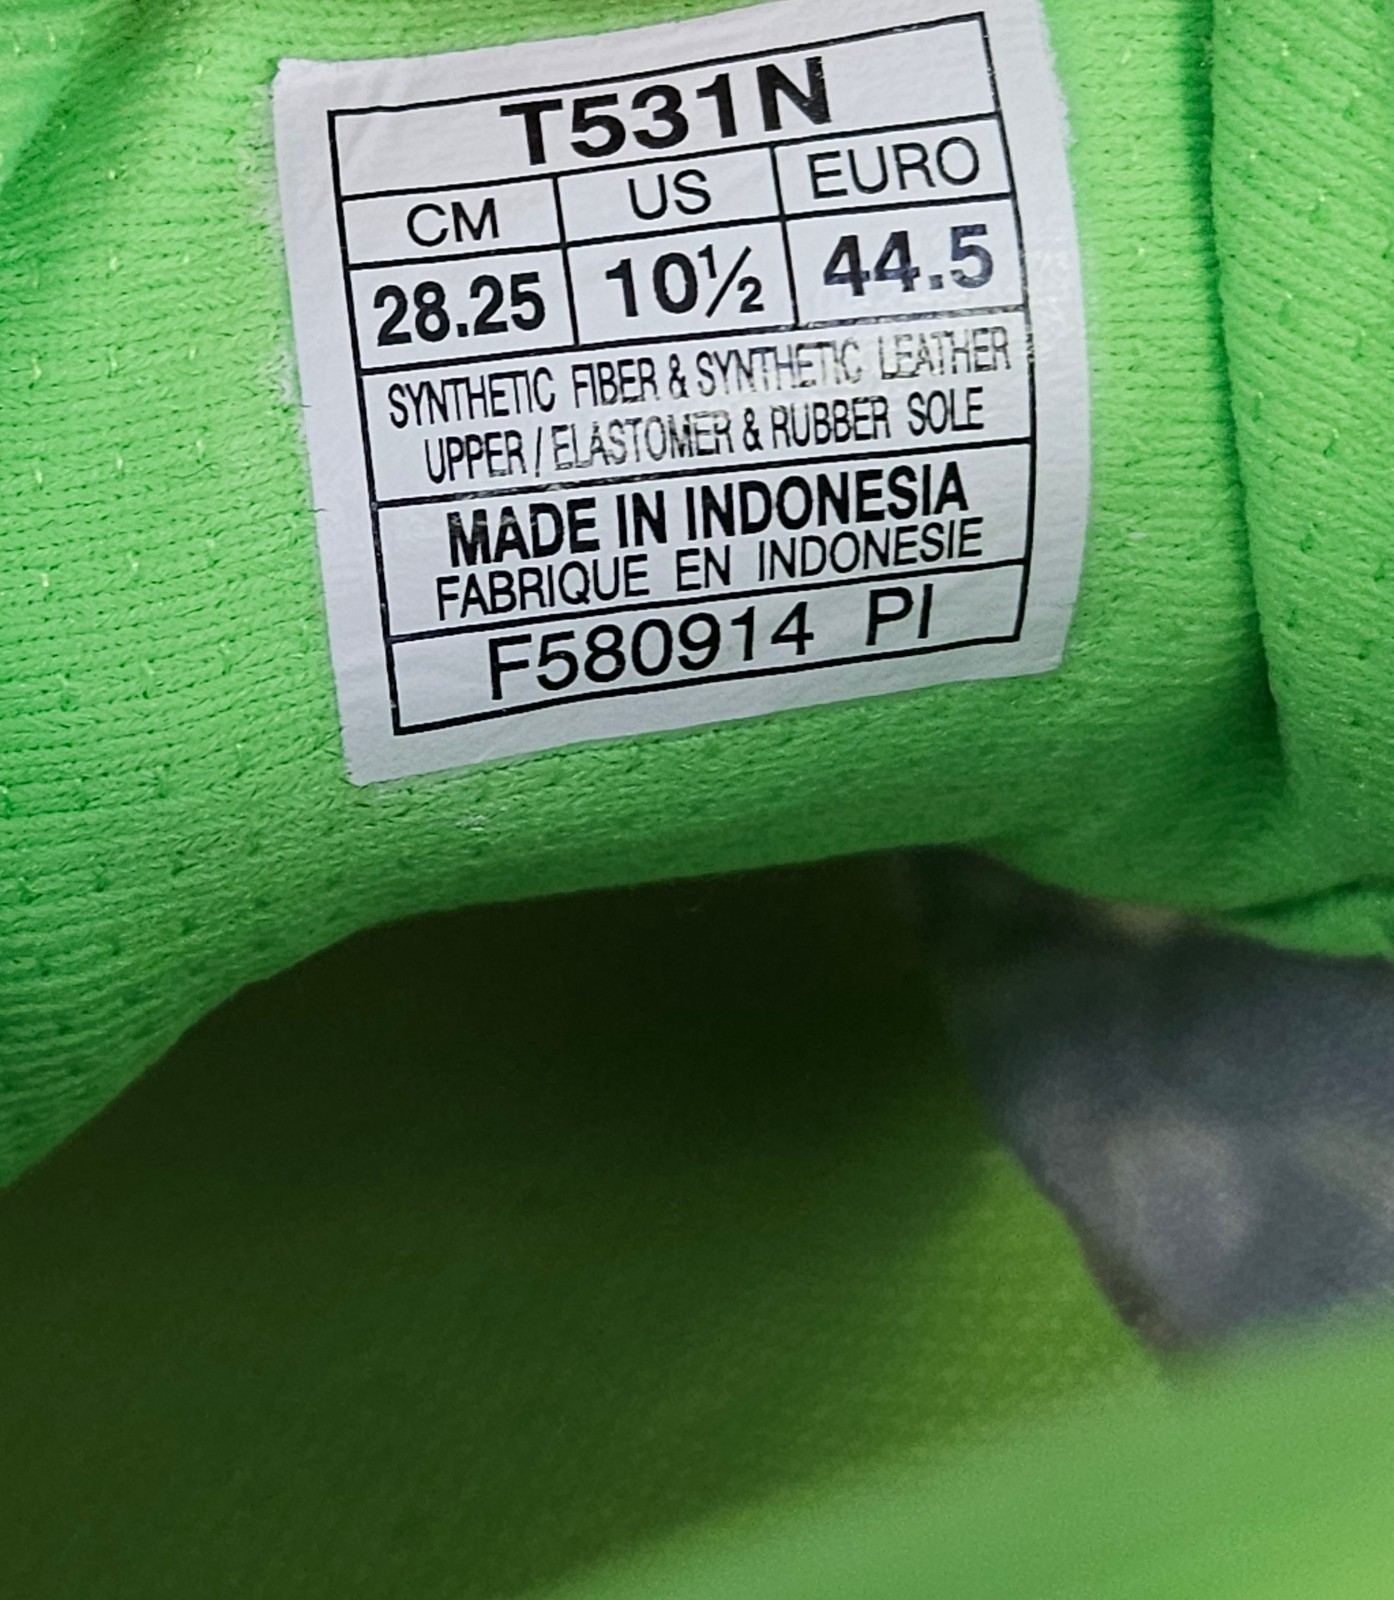 T531N
CM US EURO
28.25 10½ 44.5
SYNTHETIC FIBER & SYNTHETIC LEATHER
UPPER / ELASTOMER & RUBBER SOLE
MADE IN INDONESIA
FABRIQUE EN INDONESIE
F580914 PI